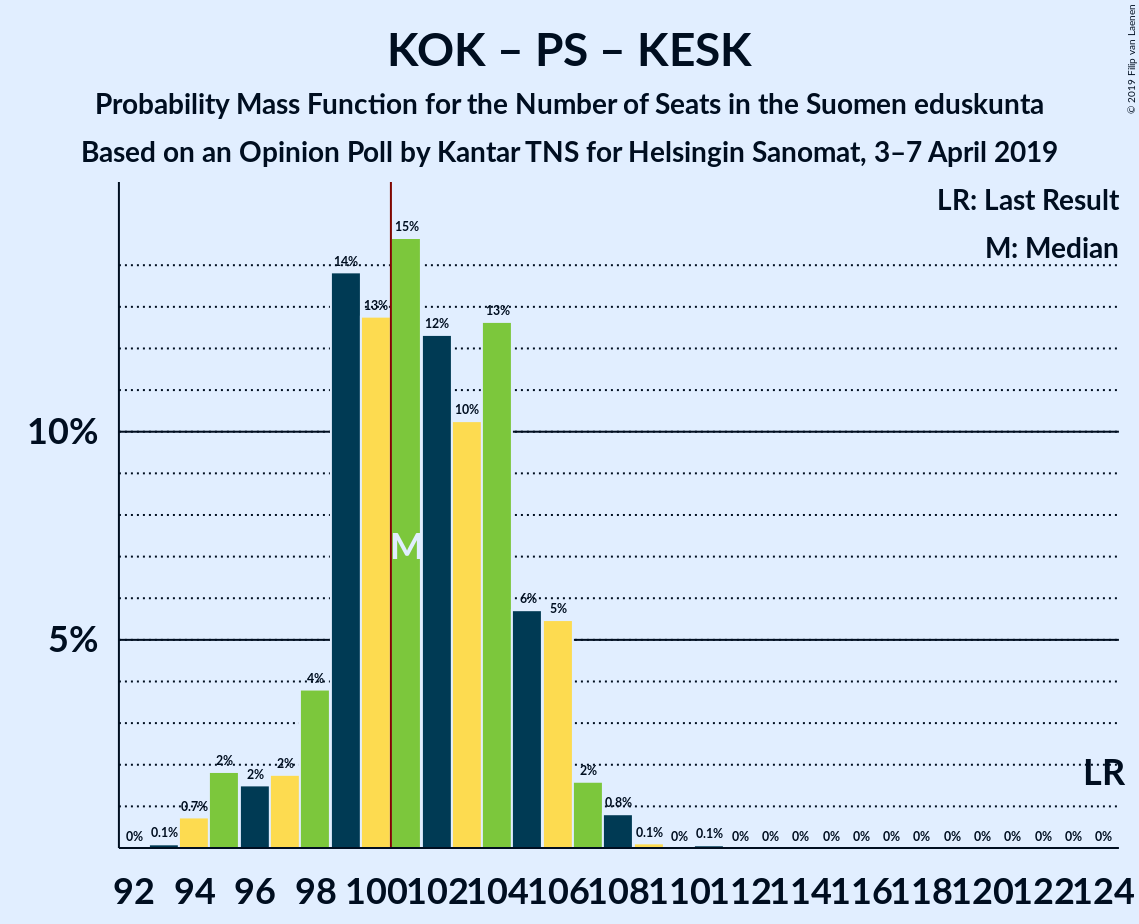 KOK – PS – KESK
Probability Mass Function for the Number of Seats in the Suomen eduskunta
Based on an Opinion Poll by Kantar TNS for Helsingin Sanomat, 3–7 April 2019
© 2019 Filip van Laenen
LR: Last Result
M: Median
15%
14%
13%
13%
12%
10%
10%
M
6%
5%
5%
4%
2%
2%
2%
2%
LR
0.7%
0.8%
0% 0.1% 0.1% 0% 0.1% 0% 0% 0% 0% 0% 0% 0% 0% 0% 0% 0% 0% 0%
92 94 96 98 100 102 104 106 108 110 112 114 116 118 120 122 124